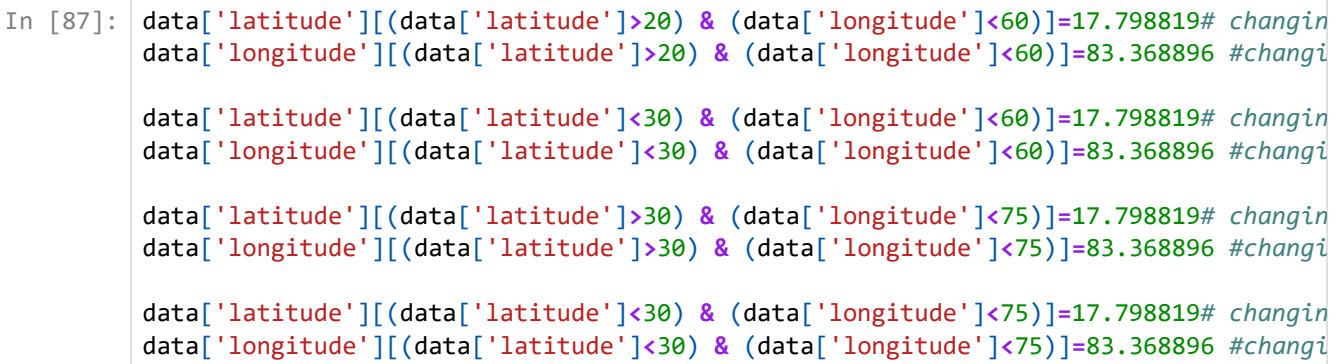 In [87]: data['latitude'][(data['latitude']>20) & (data['longitude']<60)]=17.798819# changin
data['longitude'][(data['latitude']>20) & (data['longitude']<60)]=83.368896 #changi
data['latitude'][(data['latitude']<30) & (data['longitude']<60)]=17.798819# changin
data['longitude'][(data['latitude']<30) & (data['longitude']<60)]=83.368896 #changi
data['latitude'][(data['latitude']>30) & (data['longitude']<75)]=17.798819# changin
data['longitude'][(data['latitude']>30) & (data['longitude']<75)]=83.368896 #changi
data['latitude'][(data['latitude']<30) & (data['longitude']<75)]=17.798819# changin
data['longitude'][(data['latitude']<30) & (data['longitude']<75)]=83.368896 #changi